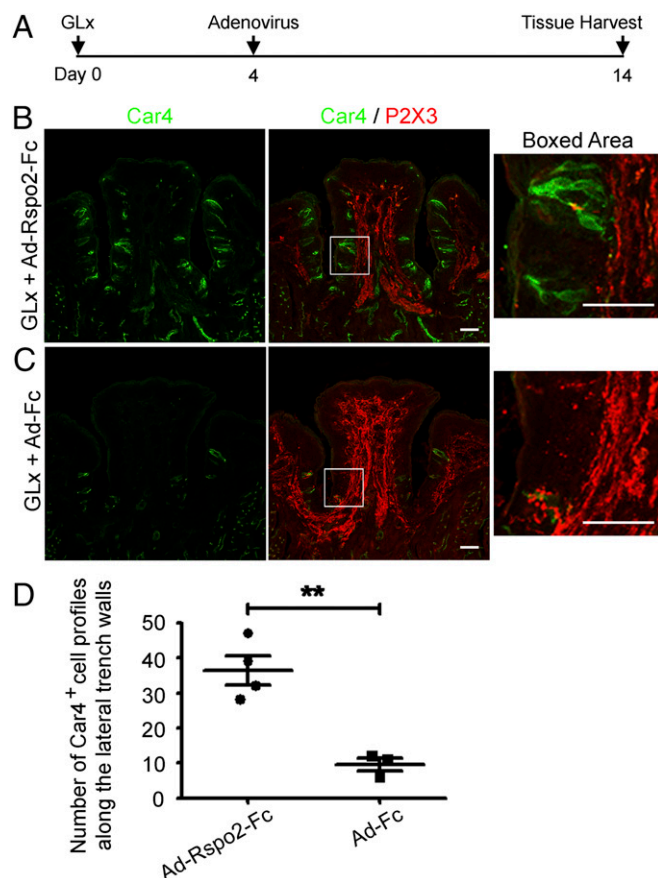 A
GLx
Adenovirus
Tissue Harvest
Day 0
4
14
B
Car4
Car4 / P2X3
Boxed Area
GLx + Ad-Rspo2-Fc
C
GLx + Ad-Fc
D
**
Number of Car4+ cell profiles
along the lateral trench walls
50
40
30
20
10
0
Ad-Rspo2-Fc
Ad-Fc